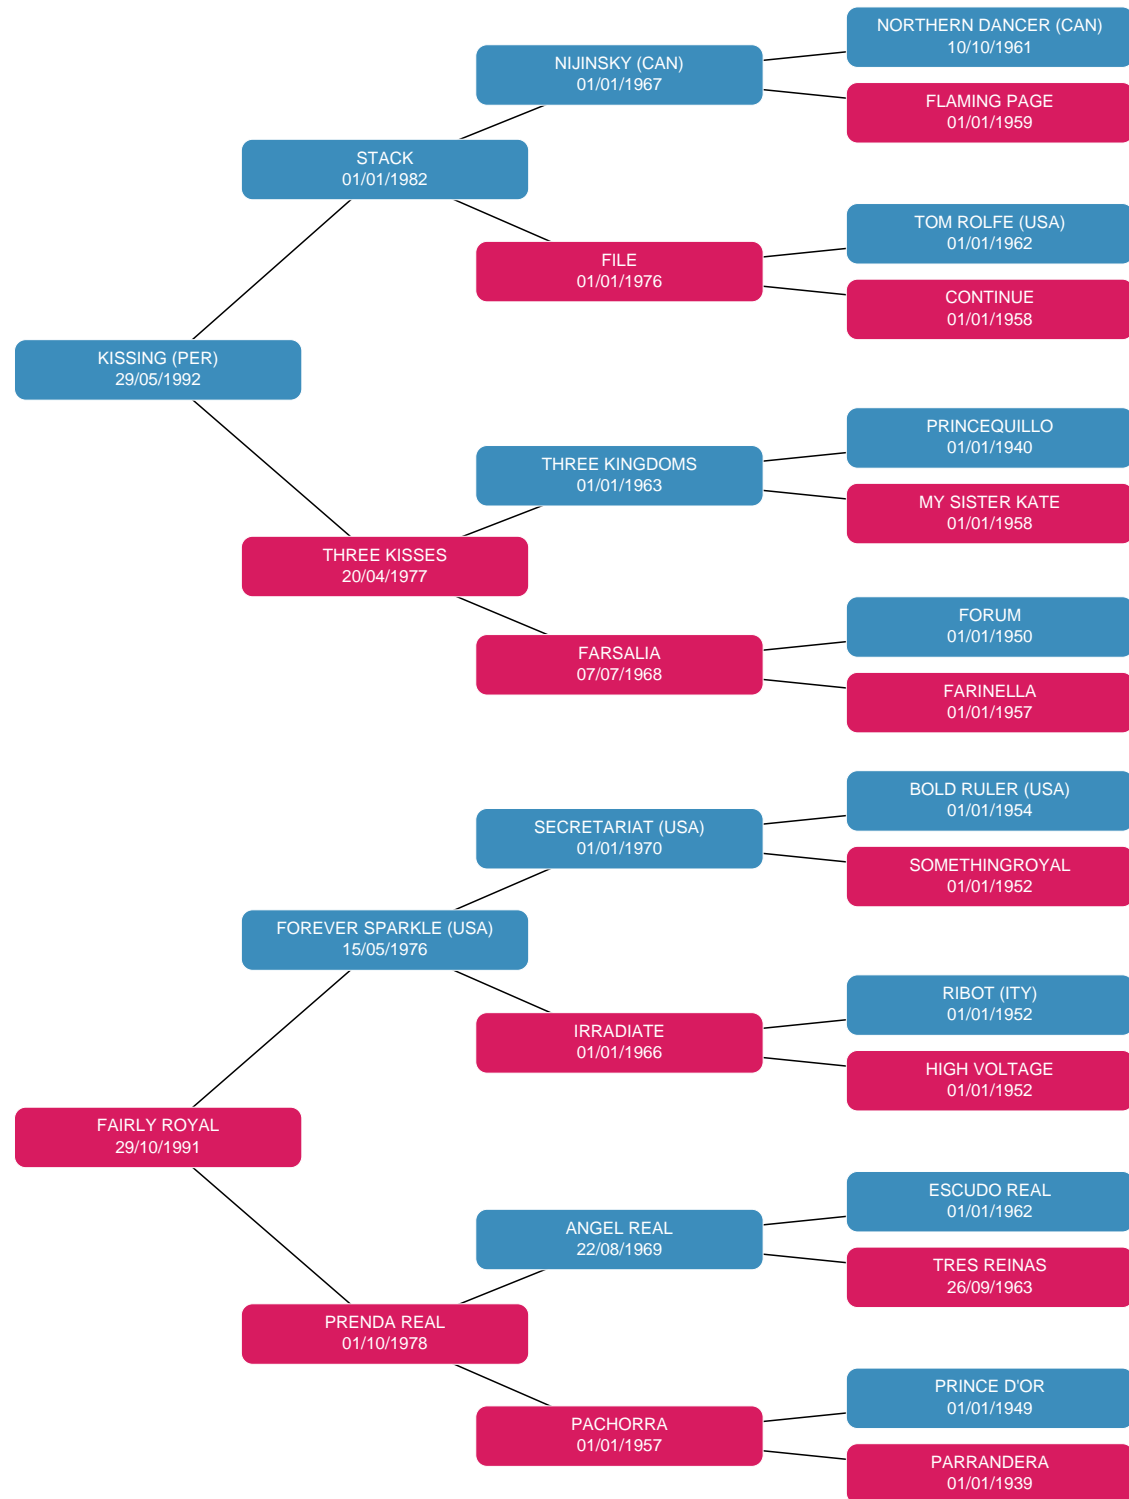 NORTHERN DANCER (CAN)
10/10/1961
NIJINSKY (CAN)
01/01/1967
FLAMING PAGE
01/01/1959
STACK
01/01/1982
TOM ROLFE (USA)
01/01/1962
FILE
01/01/1976
CONTINUE
01/01/1958
KISSING (PER)
29/05/1992
PRINCEQUILLO
01/01/1940
THREE KINGDOMS
01/01/1963
MY SISTER KATE
01/01/1958
THREE KISSES
20/04/1977
FORUM
01/01/1950
FARSALIA
07/07/1968
FARINELLA
01/01/1957
BOLD RULER (USA)
01/01/1954
SECRETARIAT (USA)
01/01/1970
SOMETHINGROYAL
01/01/1952
FOREVER SPARKLE (USA)
15/05/1976
RIBOT (ITY)
01/01/1952
IRRADIATE
01/01/1966
HIGH VOLTAGE
01/01/1952
FAIRLY ROYAL
29/10/1991
ESCUDO REAL
01/01/1962
ANGEL REAL
22/08/1969
TRES REINAS
26/09/1963
PRENDA REAL
01/10/1978
PRINCE D'OR
01/01/1949
PACHORRA
01/01/1957
PARRANDERA
01/01/1939